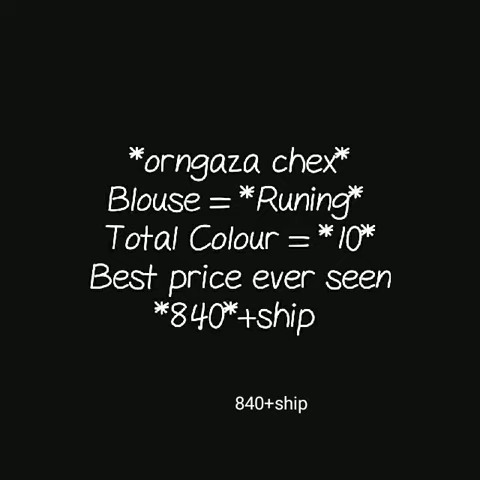 *orngaza chex*
Blouse = *Runing*
Total Colour = *10*
Best price ever seen
*840*+ship
840+ship